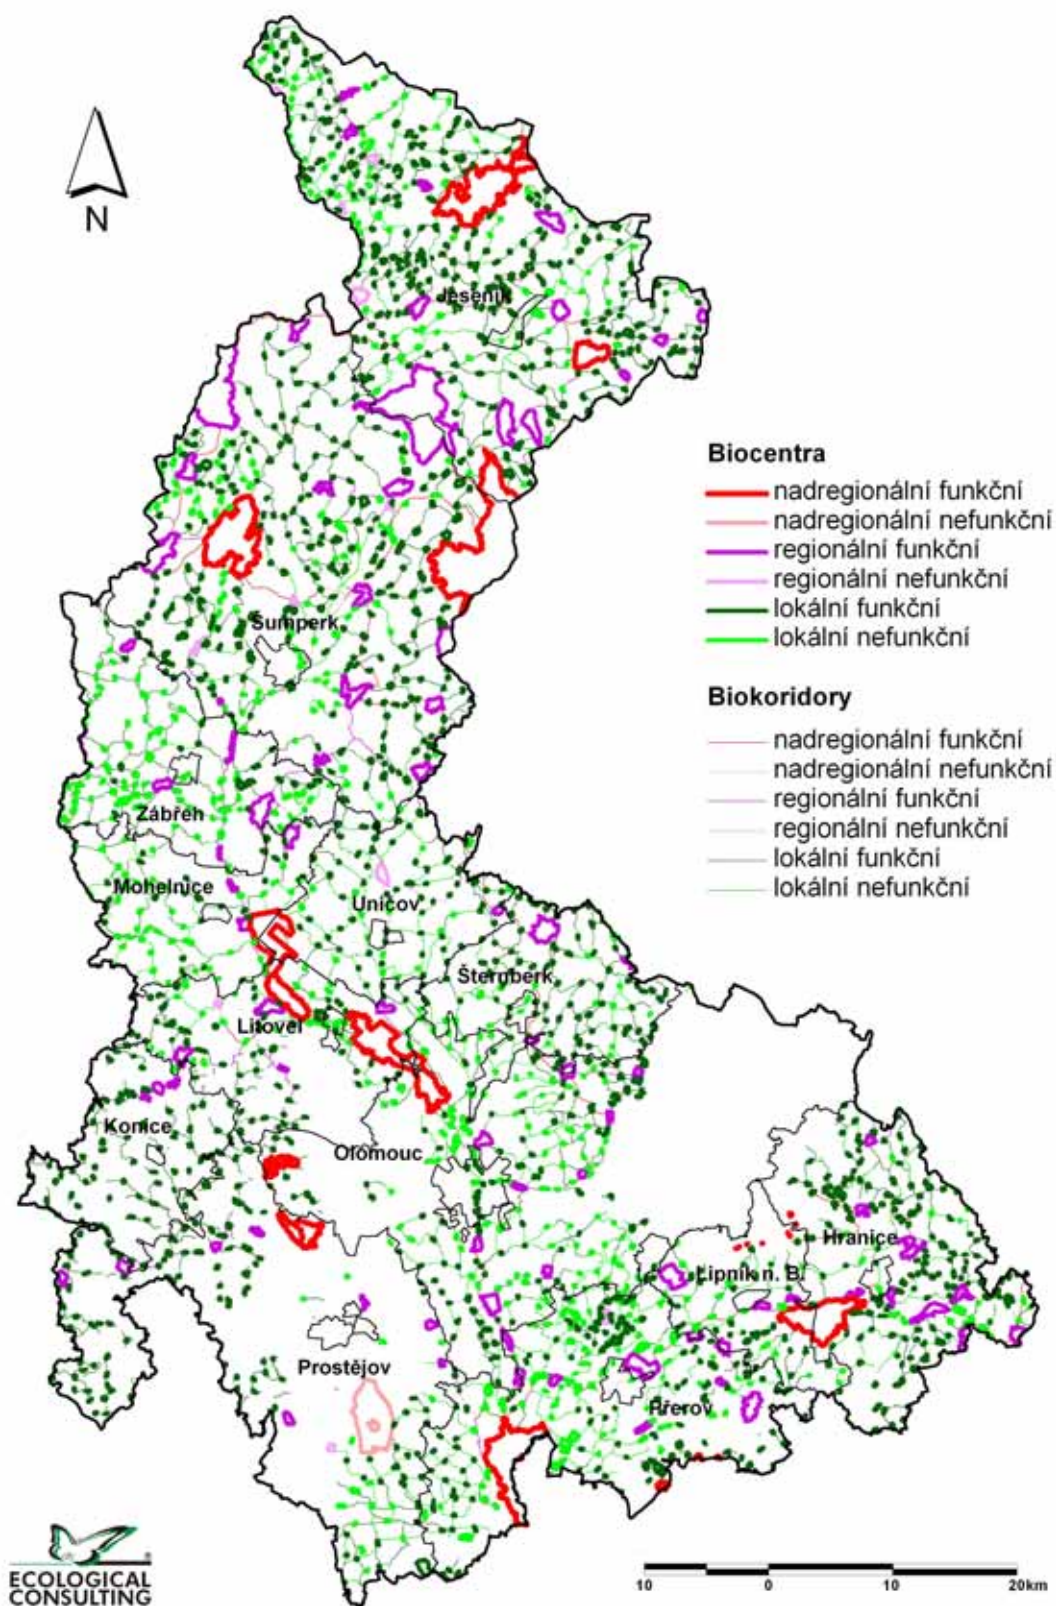 N
Jeseník
Biocentra
nadregionální funkční
nadregionální nefunkční
regionální funkční
regionální nefunkční
lokální funkční
lokální nefunkční
Šumperk
Biokoridory
nadregionální funkční
nadregionální nefunkční
regionální funkční
regionální nefunkční
lokální funkční
lokální nefunkční
Zábřeh
Mohelnice
Uničov
Šternberk
Litovel
Konice
Olomouc
Hranice
Lipník n. B.
Prostějov
Přerov
ECOLOGICAL
CONSULTING
®
10 0 10 20km